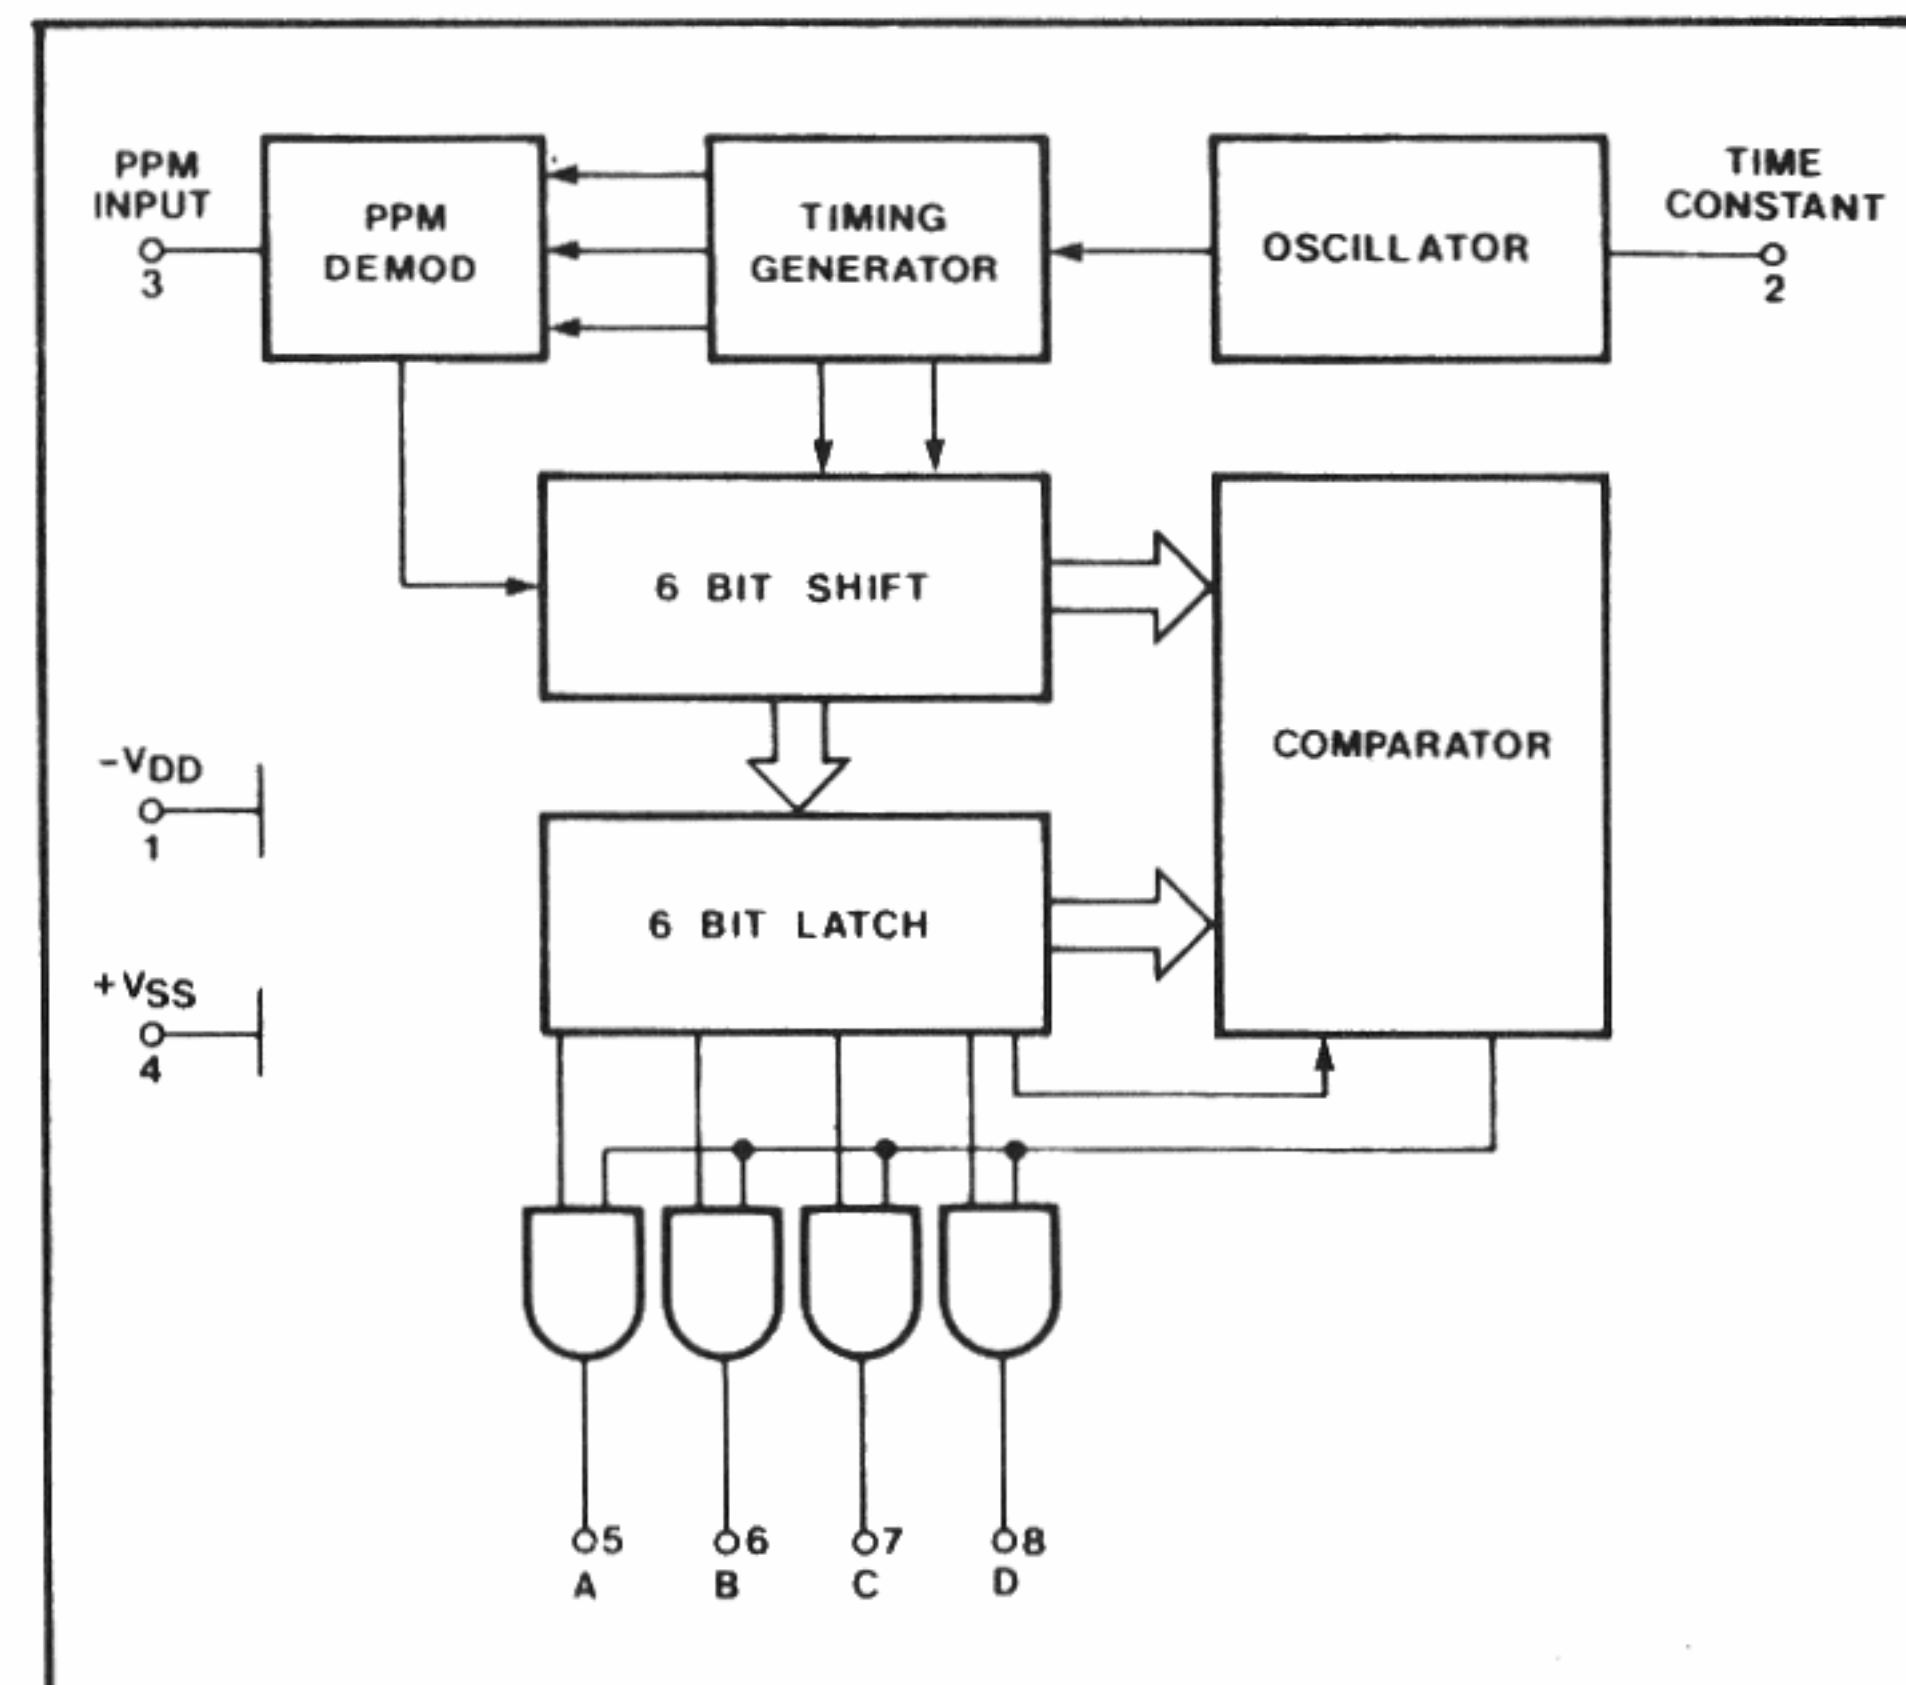 PPM
INPUT
3
PPM
DEMOD
TIMING
GENERATOR
OSCILLATOR
TIME
CONSTANT
2
6 BIT SHIFT
COMPARATOR
-VDD
1
6 BIT LATCH
+VSS
4
5
A
6
B
7
C
8
D